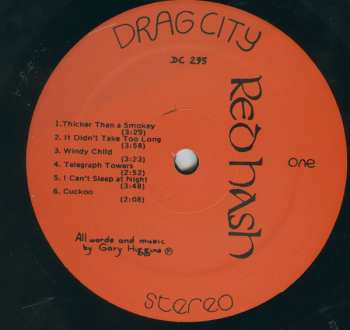 DRAG CITY
DC 295
Red hash
one
1.Thicker Than a Smokey
(3:25)
2. It Didn't Take Too Long
(3:58)
3. Windy Child
(3:23)
4. Telegraph Towers
(2:52)
5. I Can't Sleep at Night
(3:48)
6. Cuckoo
(2:08)
All words and music
by Gary Higgins ℗
stereo